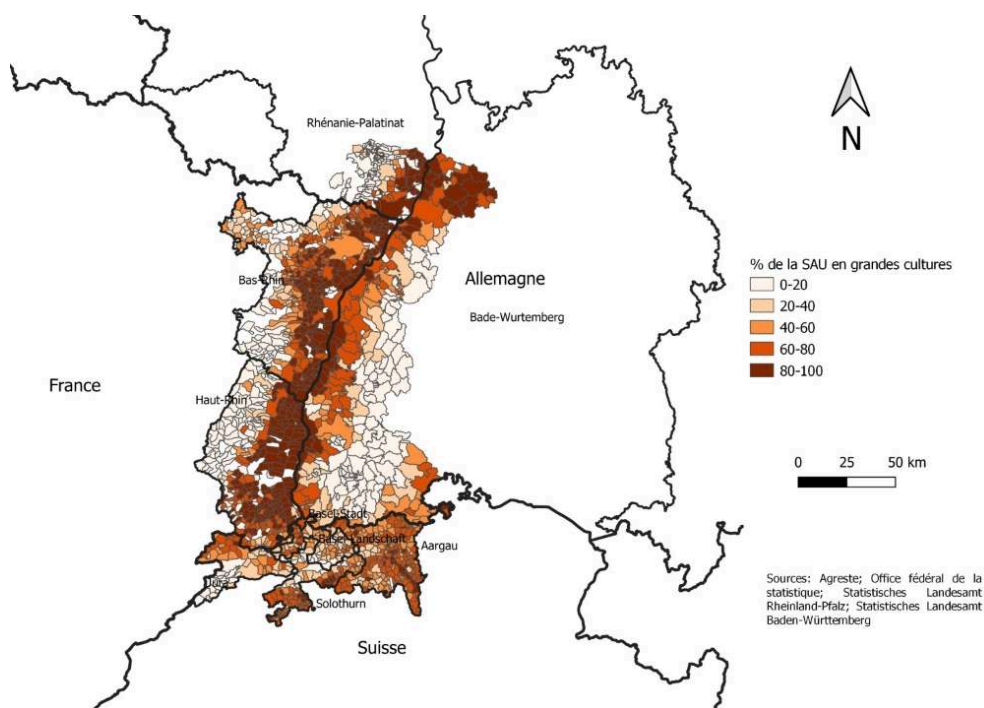 Rhénanie-Palatinat
N
% de la SAU en grandes cultures
0-20
20-40
40-60
60-80
80-100
Bas-Rhin
Allemagne
Bade-Wurtemberg
France
Haut-Rhin
0 25 50 km
Basel-Stadt
Basel-Landschaft
Aargau
Jura
Solothurn
Suisse
Sources: Agreste; Office fédéral de la
statistique; Statistisches Landesamt
Rheinland-Pfalz; Statistisches Landesamt
Baden-Württemberg